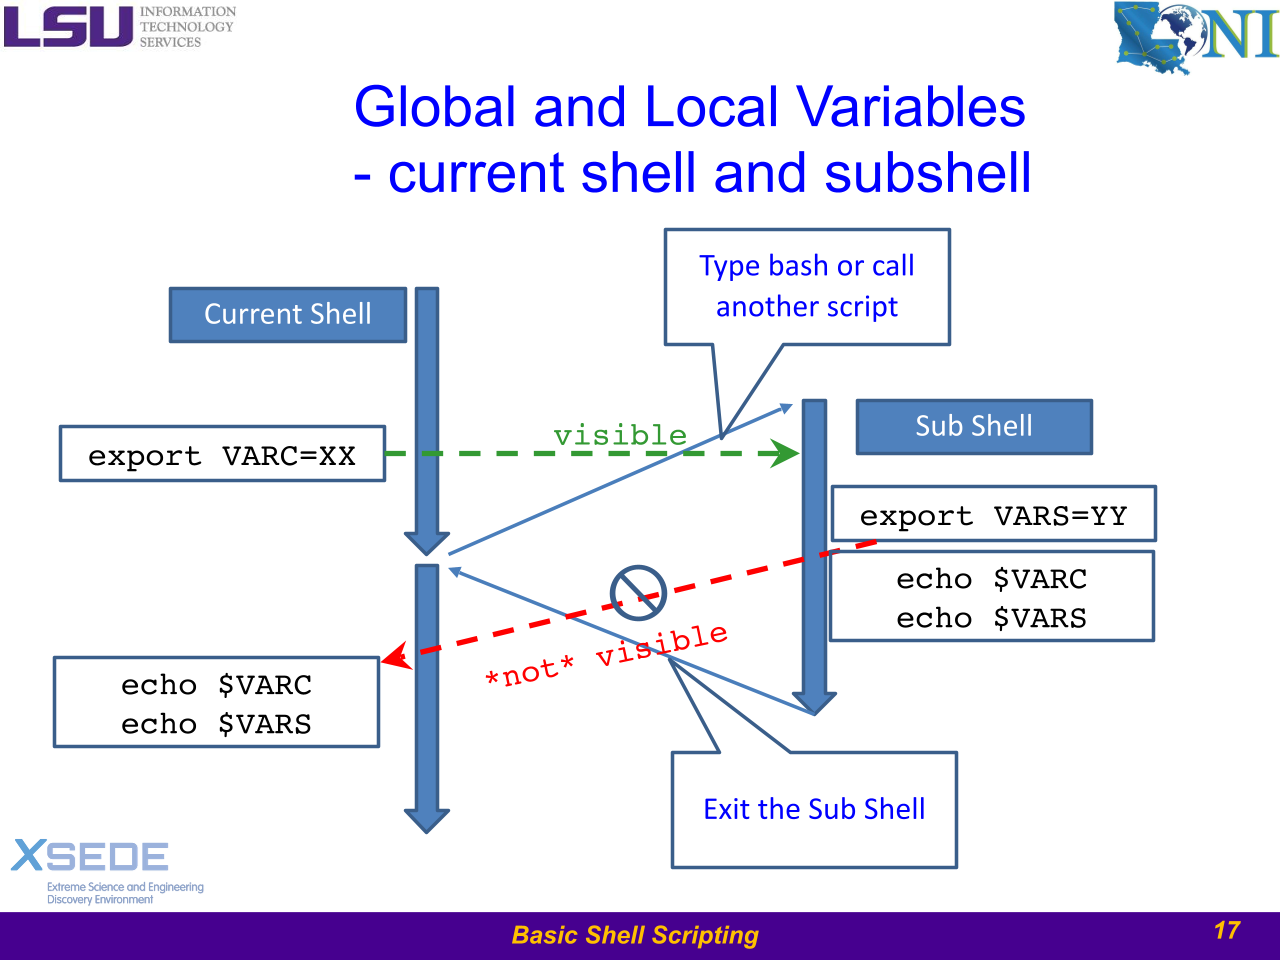 LSU INFORMATION
TECHNOLOGY
SERVICES
LONI
Global and Local Variables
- current shell and subshell
Type bash or call
another script
Current Shell
Sub Shell
visible
export VARC=XX
export VARS=YY
echo $VARC
echo $VARS
*not* visible
echo $VARC
echo $VARS
Exit the Sub Shell
XSEDE
Extreme Science and Engineering
Discovery Environment
Basic Shell Scripting
17